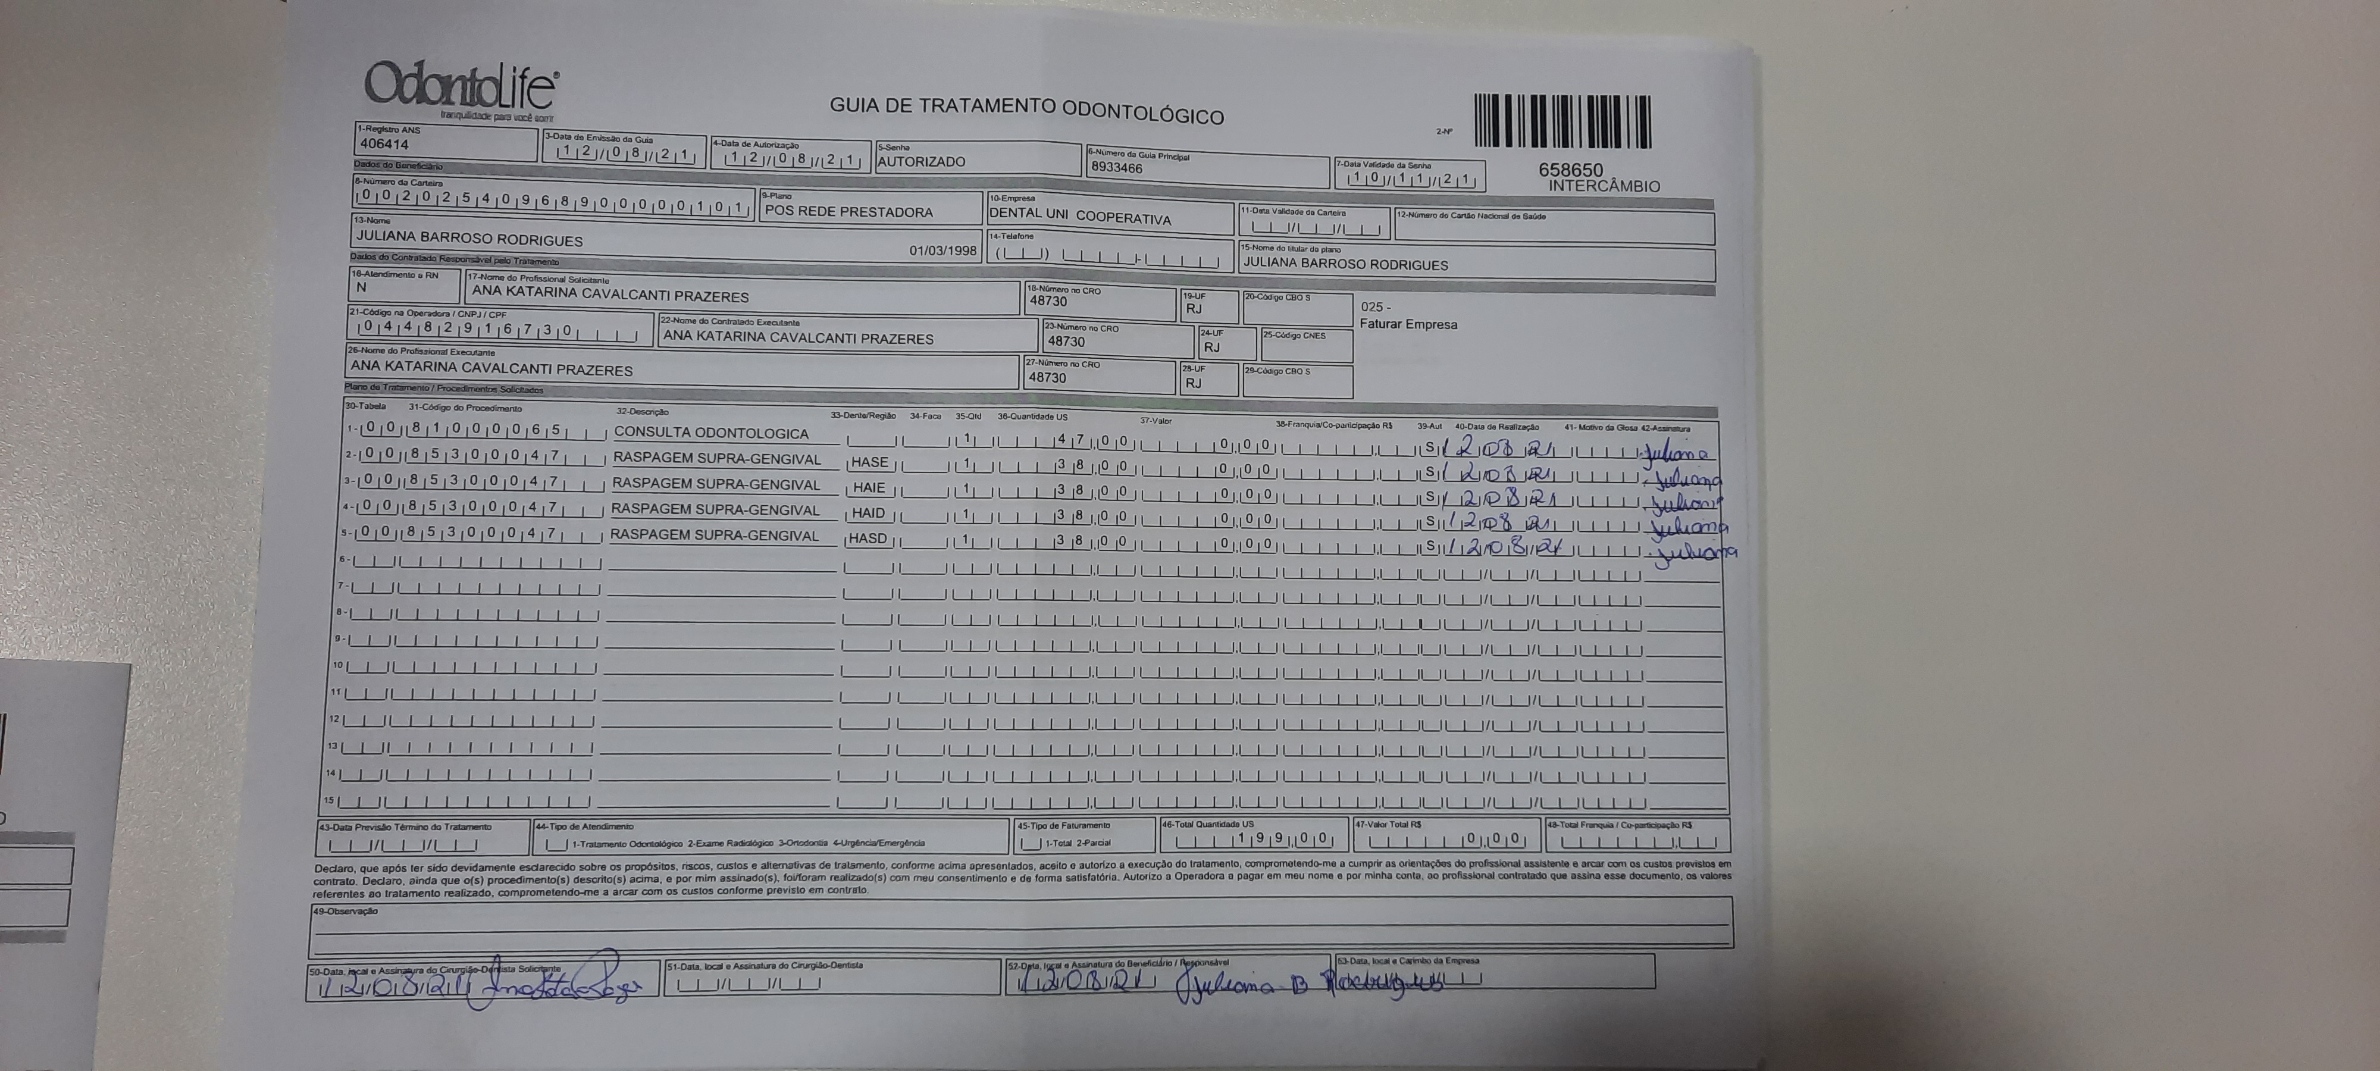 OdontoLife®
tranquilidade para você sorrir
GUIA DE TRATAMENTO ODONTOLÓGICO
2-Nº
658650
INTERCÂMBIO
1-Registro ANS
406414
3-Data de Emissão da Guia
12/08/21
4-Data de Autorização
12/08/21
5-Senha
AUTORIZADO
6-Número da Guia Principal
8933466
7-Data Validade da Senha
10/11/21
Dados do Beneficiário
8-Número da Carteira
00202540968900000101
9-Plano
POS REDE PRESTADORA
10-Empresa
DENTAL UNI COOPERATIVA
11-Data Validade da Carteira
12-Número do Cartão Nacional de Saúde
13-Nome
JULIANA BARROSO RODRIGUES 01/03/1998
14-Telefone
15-Nome do titular do plano
JULIANA BARROSO RODRIGUES
Dados do Contratado Responsável pelo Tratamento
16-Atendimento a RN
N
17-Nome do Profissional Solicitante
ANA KATARINA CAVALCANTI PRAZERES
18-Número no CRO
48730
19-UF
RJ
20-Código CBO S
025 -
Faturar Empresa
21-Código na Operadora / CNPJ / CPF
04482916730
22-Nome do Contratado Executante
ANA KATARINA CAVALCANTI PRAZERES
23-Número no CRO
48730
24-UF
RJ
25-Código CNES
26-Nome do Profissional Executante
ANA KATARINA CAVALCANTI PRAZERES
27-Número no CRO
48730
28-UF
RJ
29-Código CBO S
Plano de Tratamento / Procedimentos Solicitados
30-Tabela 31-Código do Procedimento 32-Descrição 33-Dente/Região 34-Face 35-Qtd 36-Quantidade US 37-Valor 38-Franquia/Co-participação R$ 39-Aut 40-Data de Realização 41- Motivo da Glosa 42-Assinatura
1- 00 81000065 CONSULTA ODONTOLOGICA 1 47,00 0,00 S 12 08 21 Juliana
2- 00 85300047 RASPAGEM SUPRA-GENGIVAL HASE 1 38,00 0,00 S 12 08 21 Juliana
3- 00 85300047 RASPAGEM SUPRA-GENGIVAL HAIE 1 38,00 0,00 S 12 08 21 Juliana
4- 00 85300047 RASPAGEM SUPRA-GENGIVAL HAID 1 38,00 0,00 S 12 08 21 Juliana
5- 00 85300047 RASPAGEM SUPRA-GENGIVAL HASD 1 38,00 0,00 S 12 08 21 Juliana
6-
7-
8-
9-
10
11
12
13
14
15
43-Data Previsão Término do Tratamento
44-Tipo de Atendimento
1-Tratamento Odontológico 2-Exame Radiológico 3-Ortodontia 4-Urgência/Emergência
45-Tipo de Faturamento
1-Total 2-Parcial
46-Total Quantidade US
199,00
47-Valor Total R$
0,00
48-Total Franquia / Co-participação R$
Declaro, que após ter sido devidamente esclarecido sobre os propósitos, riscos, custos e alternativas de tratamento, conforme acima apresentados, aceito e autorizo a execução do tratamento, comprometendo-me a cumprir as orientações do profissional assistente e arcar com os custos previstos em
contrato. Declaro, ainda que o(s) procedimento(s) descrito(s) acima, e por mim assinado(s), foi/foram realizado(s) com meu consentimento e de forma satisfatória. Autorizo a Operadora a pagar em meu nome e por minha conta, ao profissional contratado que assina esse documento, os valores
referentes ao tratamento realizado, comprometendo-me a arcar com os custos conforme previsto em contrato.
49-Observação
50-Data, local e Assinatura do Cirurgião-Dentista Solicitante
12 08 21
51-Data, local e Assinatura do Cirurgião-Dentista
52-Data, local e Assinatura do Beneficiário / Responsável
12 08 21 Juliana B Rodrigues
53-Data, local e Carimbo da Empresa